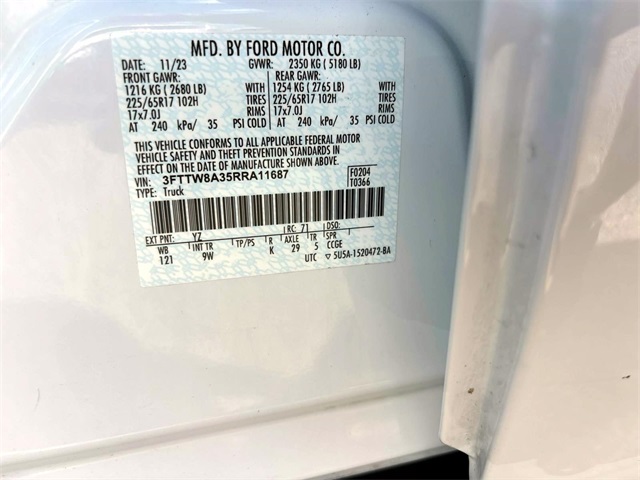 MFD. BY FORD MOTOR CO.
DATE: 11/23 GVWR: 2350 KG ( 5180 LB)
FRONT GAWR: REAR GAWR:
1216 KG ( 2680 LB) WITH 1254 KG ( 2765 LB) WITH
225/65R17 102H TIRES 225/65R17 102H TIRES
17x7.0J RIMS 17x7.0J RIMS
AT 240 kPa/ 35 PSI COLD AT 240 kPa/ 35 PSI COLD
THIS VEHICLE CONFORMS TO ALL APPLICABLE FEDERAL MOTOR
VEHICLE SAFETY AND THEFT PREVENTION STANDARDS IN
EFFECT ON THE DATE OF MANUFACTURE SHOWN ABOVE.
VIN: 3FTTW8A35RRA11687 F0204
TYPE: Truck T0366
EXT PNT: YZ RC: 71 DSO:
WB INT TR TP/PS R AXLE TR SPR
121 9W K 29 5 CCGE
UTC ▽ 5U5A-1520472-BA